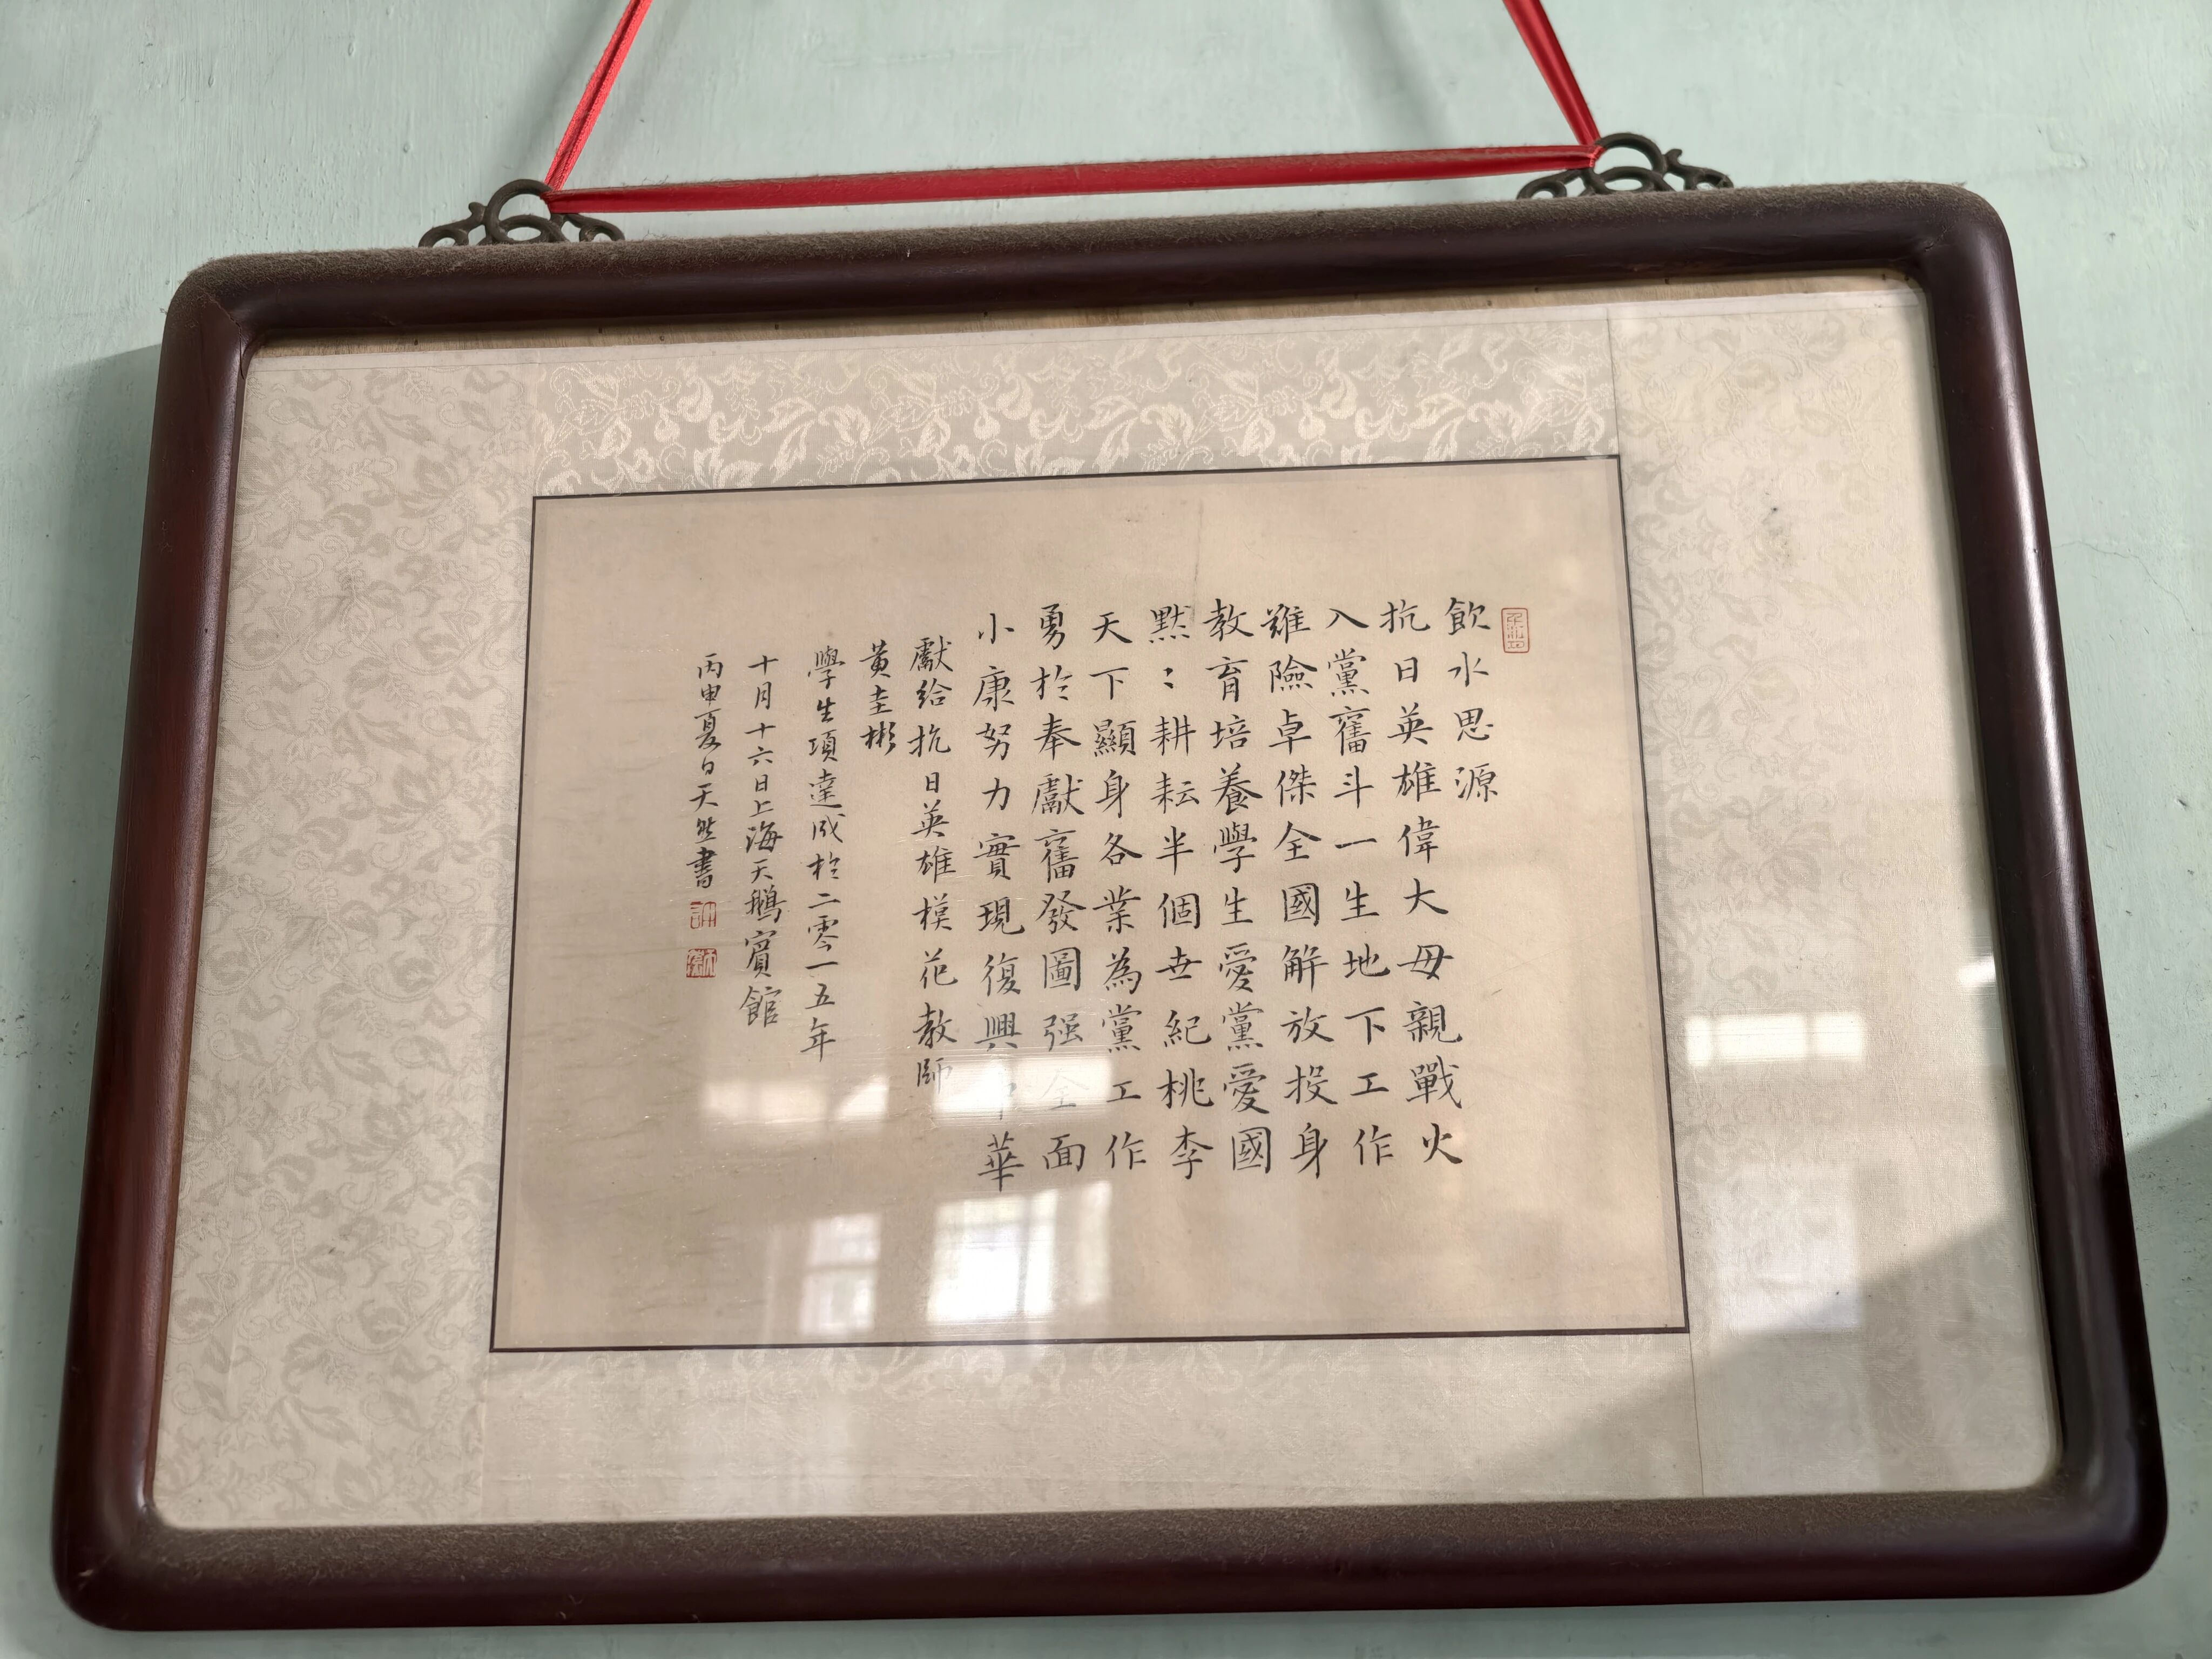 飲水思源
抗日英雄偉大母親戰火
入黨奮斗一生地下工作
難險卓傑全國解放投身
教育培養學生愛黨愛國
默:耕耘半個世紀桃李
天下顯身各業為黨工作
勇於奉獻奮發圖强全面
小康努力實現復興中華
獻給抗日英雄模范教師
黃圭彬
學生項達成於二零一五年
十月十六日上海天鵝賓館
丙申夏日天然書